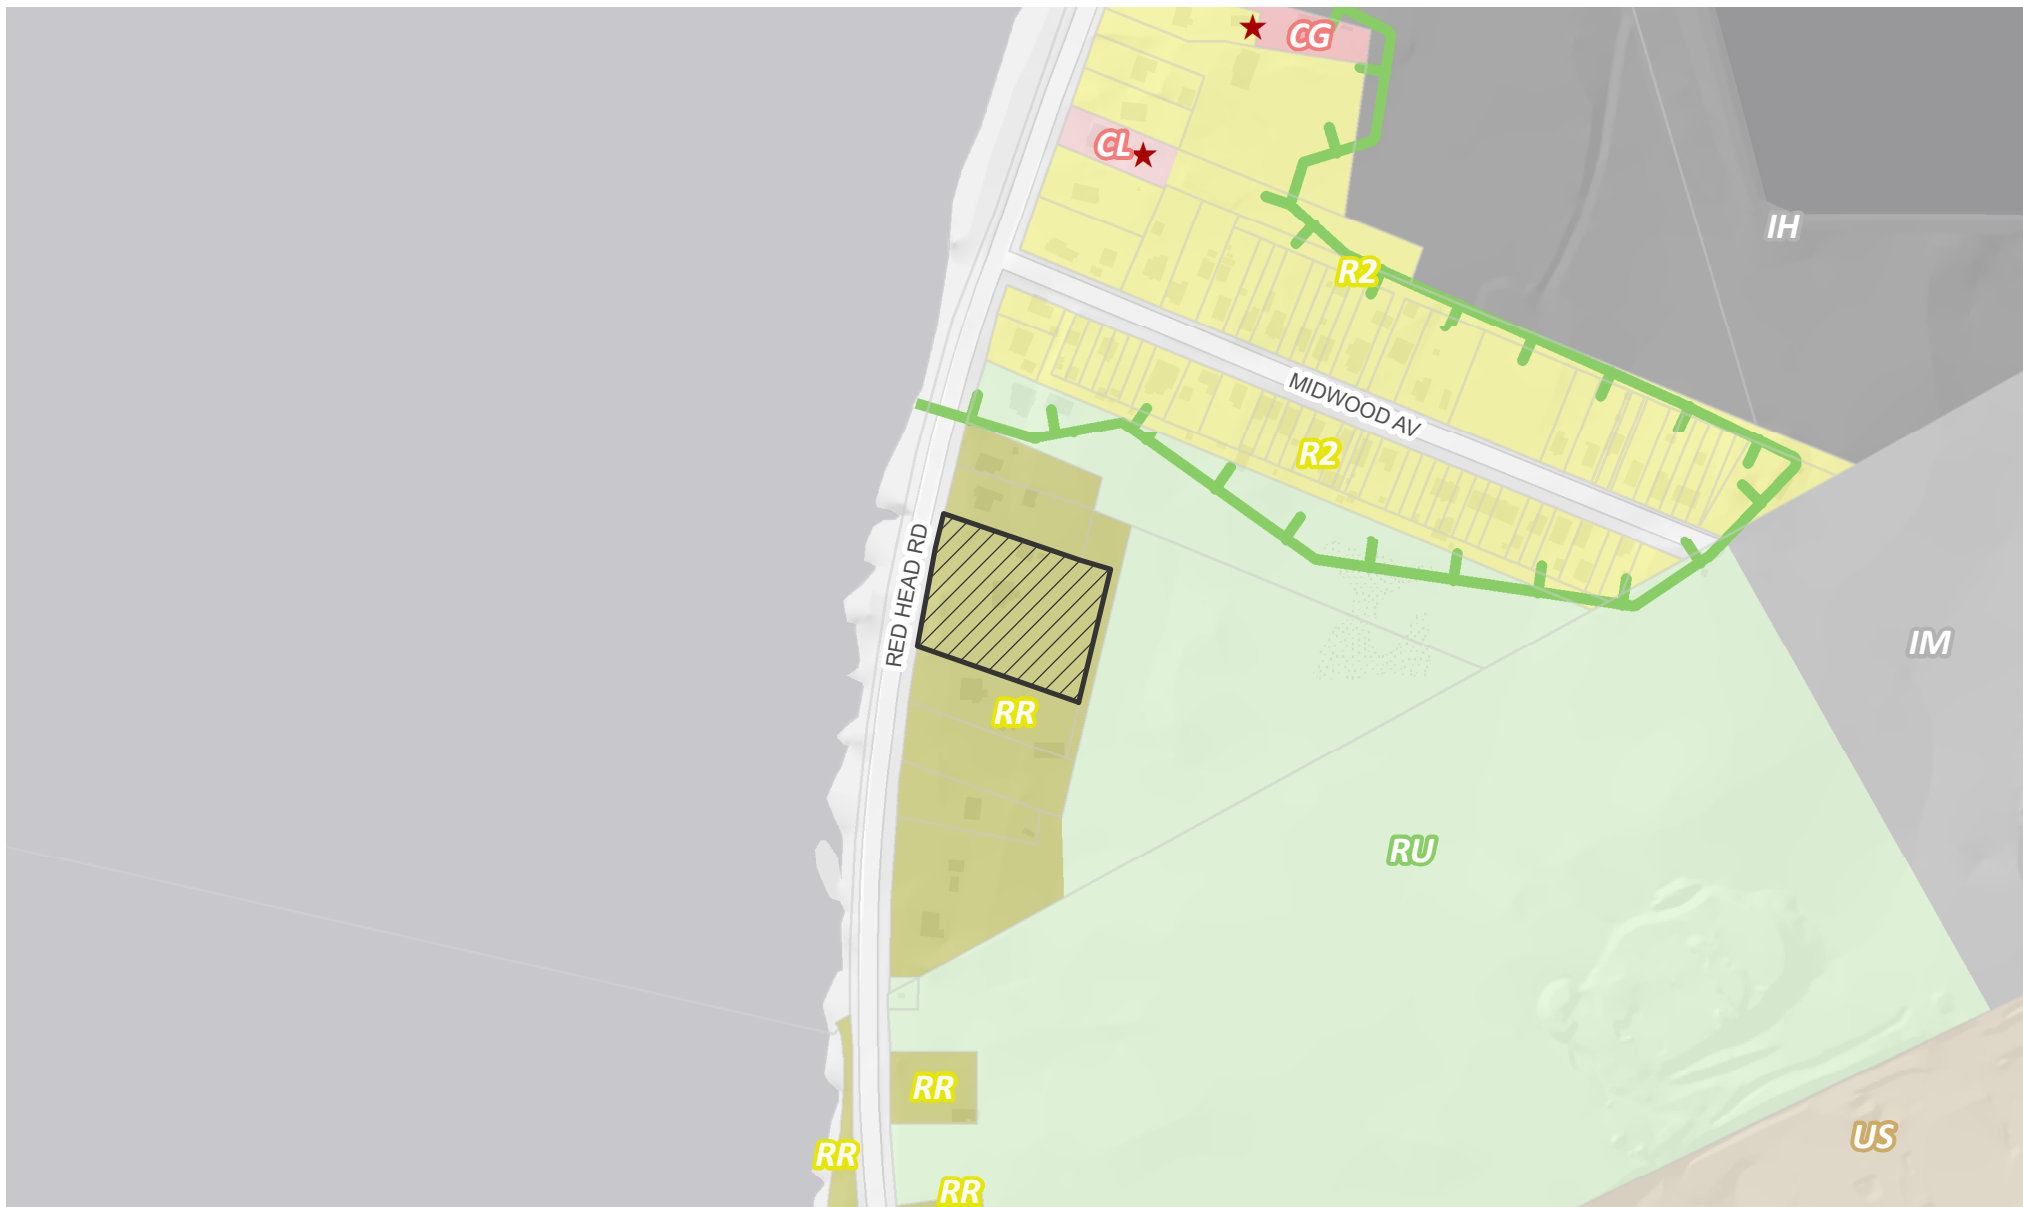 CG
CL
IH
R2
MIDWOOD AV
R2
RED HEAD RD
IM
RR
RU
RR
US
RR
RR